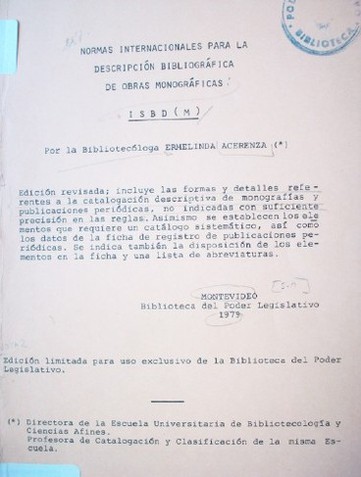 NORMAS INTERNACIONALES PARA LA
DESCRIPCIÓN BIBLIOGRÁFICA
DE OBRAS MONOGRÁFICAS
I S B D ( M )
Por la Bibliotecóloga ERMELINDA ACERENZA (*)
Edición revisada; incluye las formas y detalles refe-
rentes a la catalogación descriptiva de monografías y
publicaciones periódicas, no indicadas con suficiente
precisión en las reglas. Asimismo se establecen los ele
mentos que requiere un catálogo sistemático, así como
los datos de la ficha de registro de publicaciones pe-
riódicas. Se indica también la disposición de los ele-
mentos en la ficha y una lista de abreviaturas.
MONTEVIDEÓ
Biblioteca del Poder Legislativo
1979
Edición limitada para uso exclusivo de la Biblioteca del Poder
Legislativo.
(*) Directora de la Escuela Universitaria de Bibliotecología y
Ciencias Afines.
Profesora de Catalogación y Clasificación de la misma Es-
cuela.
BIBLIOTECA